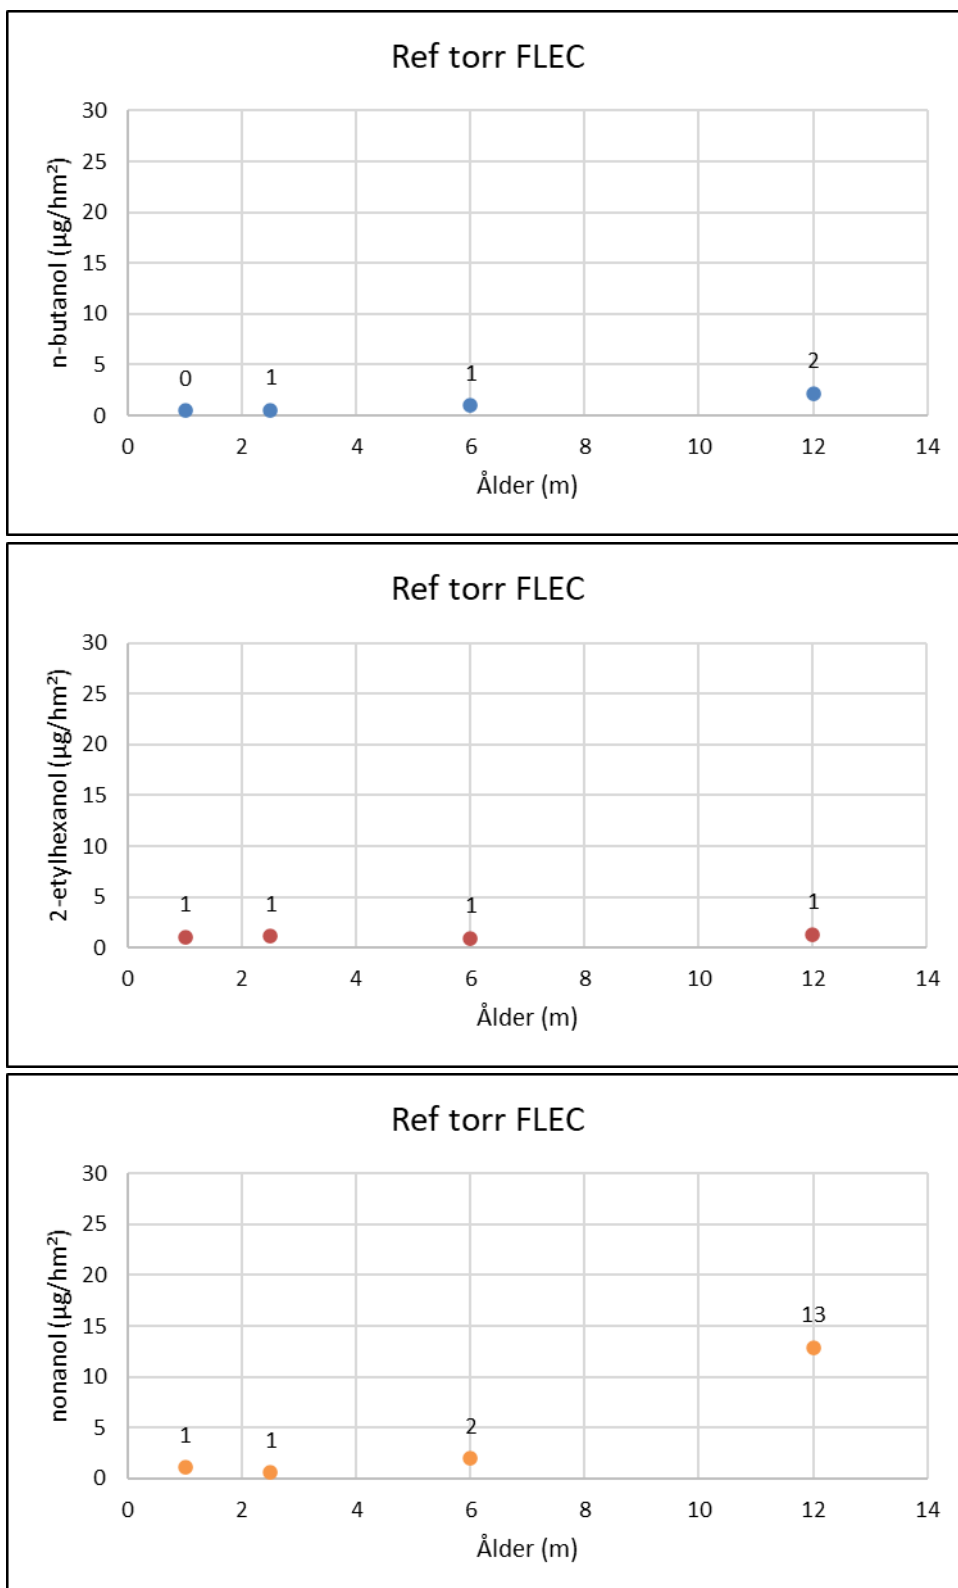 Ref torr FLEC
n-butanol (µg/hm²)
30
25
20
15
10
5
0
0 1 1 2
0 2 4 6 8 10 12 14
Ålder (m)
Ref torr FLEC
2-etylhexanol (µg/hm²)
30
25
20
15
10
5
0
1 1 1 1
0 2 4 6 8 10 12 14
Ålder (m)
Ref torr FLEC
nonanol (µg/hm²)
30
25
20
15
10
5
0
1 1 2 13
0 2 4 6 8 10 12 14
Ålder (m)